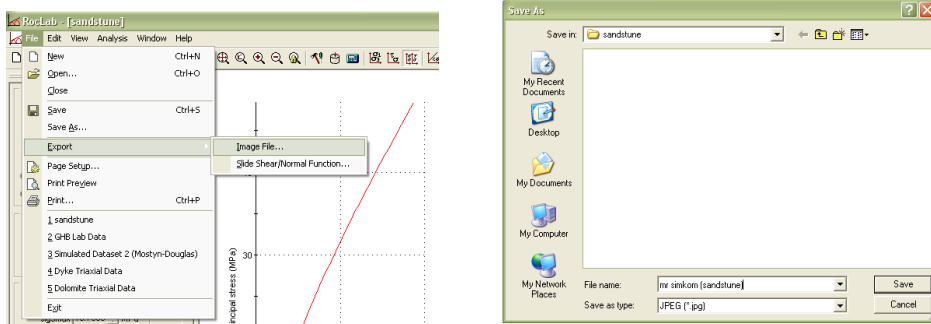 RocLab - [sandstune]
File Edit View Analysis Window Help
New Ctrl+N
Open... Ctrl+O
Close
Save Ctrl+S
Save As...
Export
Image File...
Slide Shear/Normal Function...
Page Setup...
Print Preview
Print... Ctrl+P
1 sandstune
2 GHB Lab Data
3 Simulated Dataset 2 (Mostyn-Douglas)
4 Dyke Triaxial Data
5 Dolomite Triaxial Data
Exit
30
incipal stress (MPa)
Save As
Save in: sandstune
My Recent
Documents
Desktop
My Documents
My Computer
My Network
Places
File name: mr simkom (sandstune)
Save
Save as type: JPEG (*.jpg)
Cancel